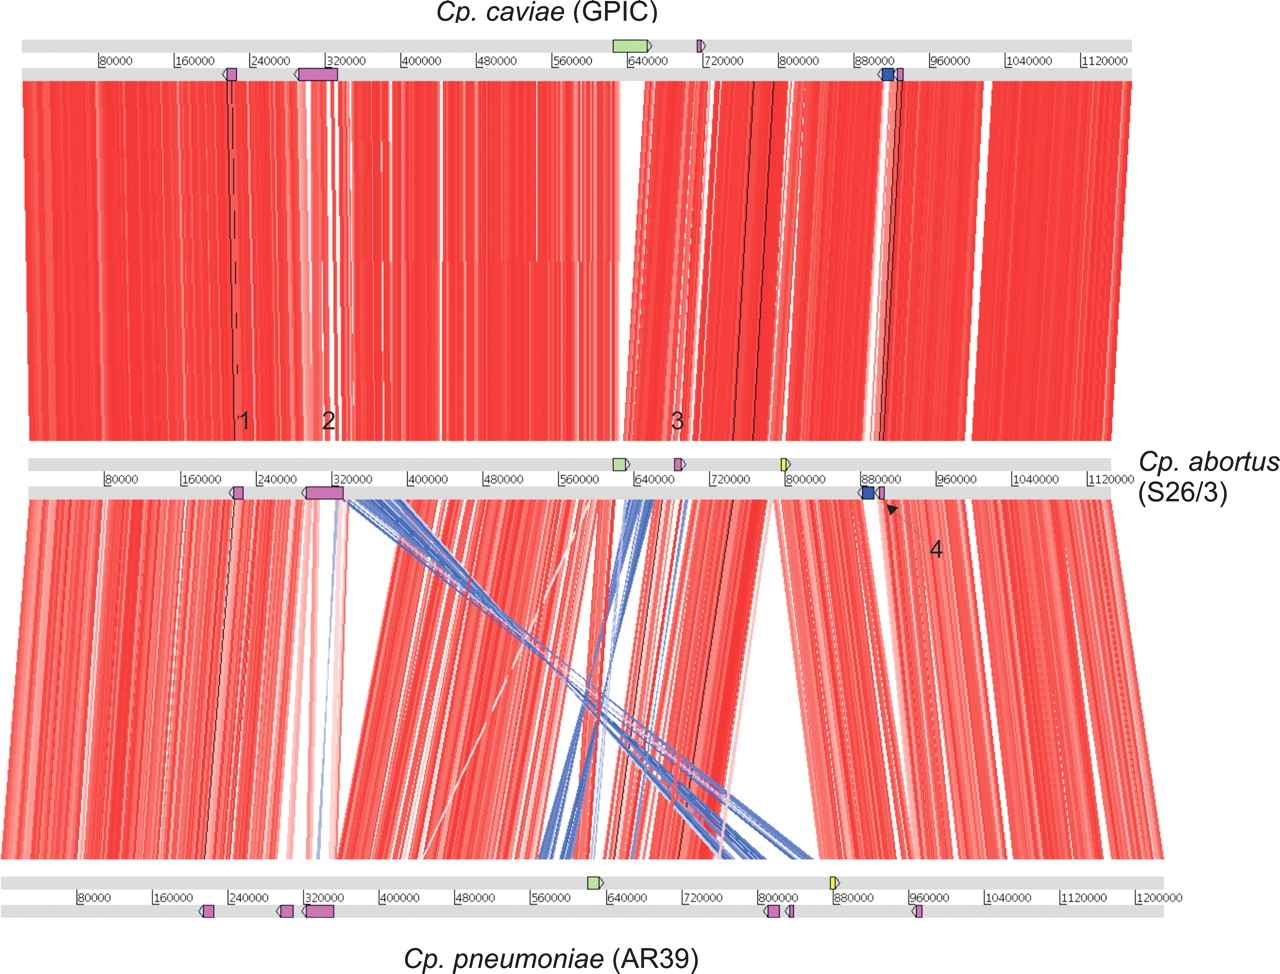 Cp. caviae (GPIC)
80000 160000 240000 320000 400000 480000 560000 640000 720000 800000 880000 960000 1040000 1120000
1 2 3
Cp. abortus
80000 160000 240000 320000 400000 480000 560000 640000 720000 800000 880000 960000 1040000 1120000
(S26/3)
4
80000 160000 240000 320000 400000 480000 560000 640000 720000 800000 880000 960000 1040000 1120000 1200000
Cp. pneumoniae (AR39)